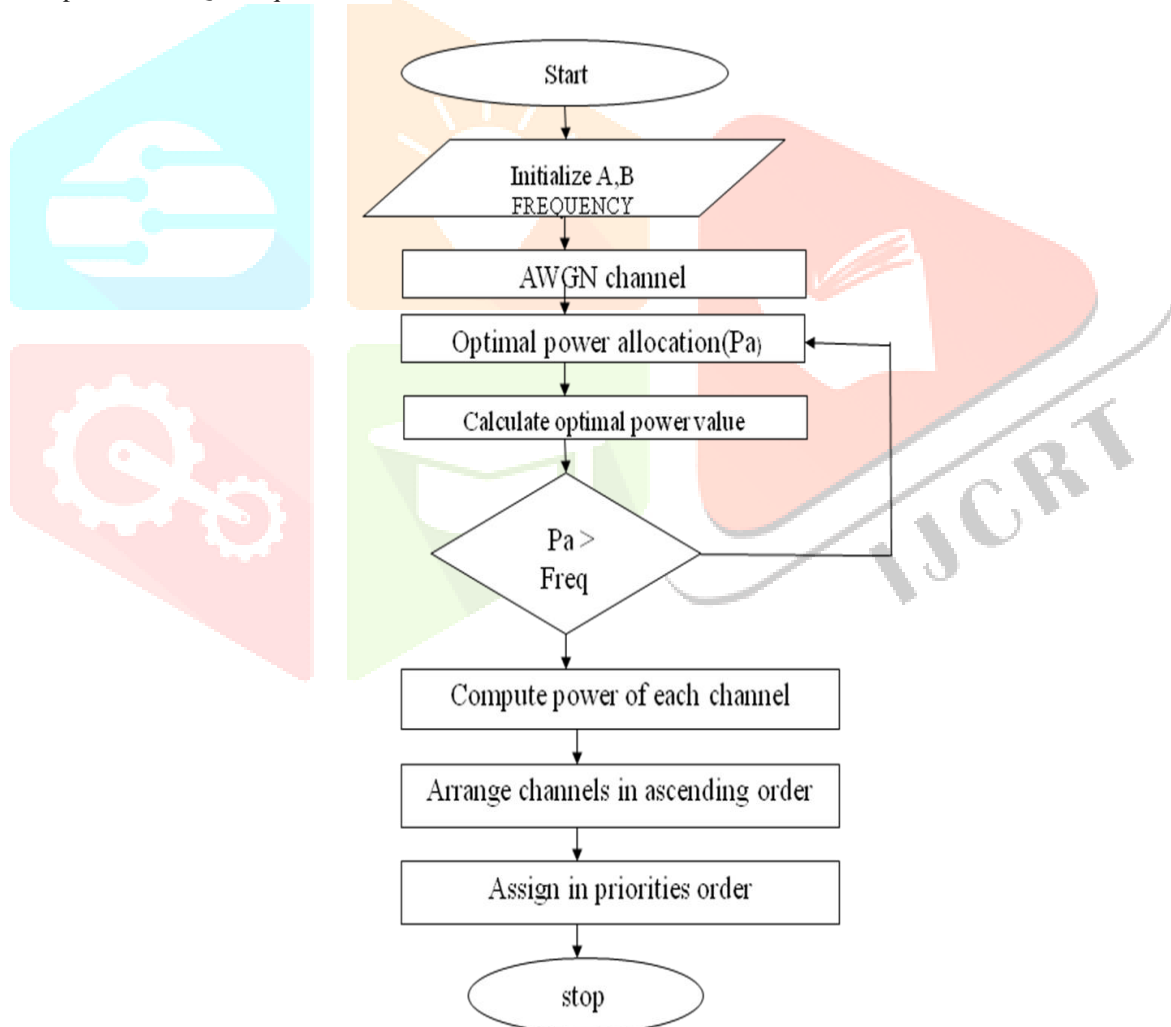 Start
Initialize A,B
FREQUENCY
AWGN channel
Optimal power allocation(Pa)
Calculate optimal power value
Pa >
Freq
Compute power of each channel
Arrange channels in ascending order
Assign in priorities order
stop
IJCRT